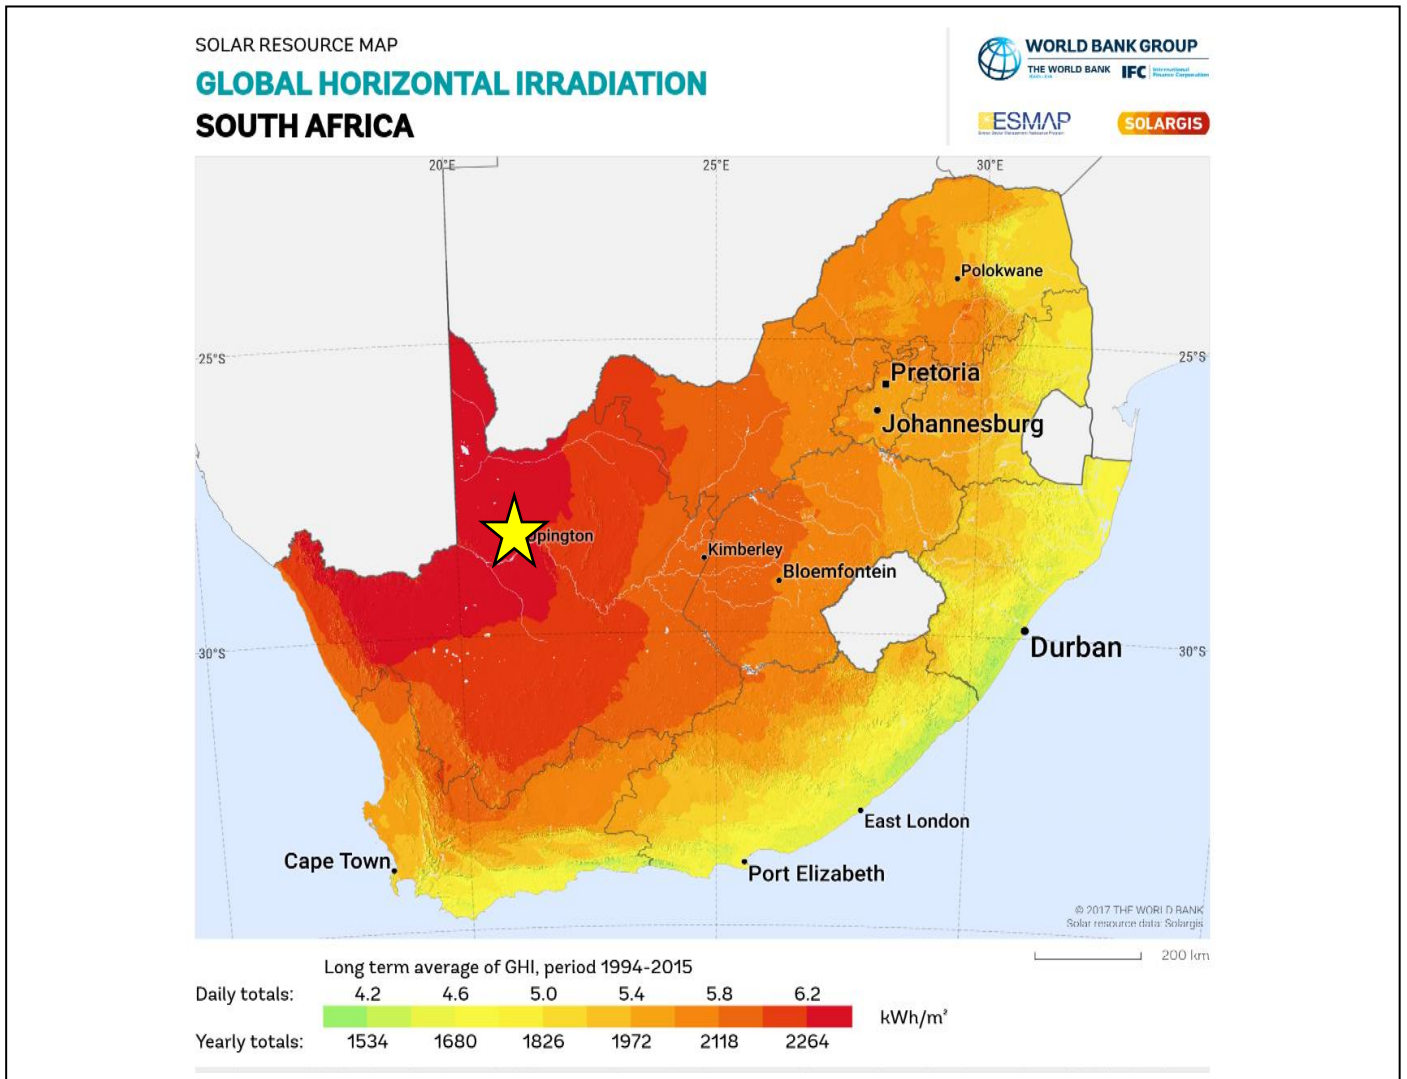 SOLAR RESOURCE MAP
GLOBAL HORIZONTAL IRRADIATION
SOUTH AFRICA
WORLD BANK GROUP
THE WORLD BANK IFC International Finance Corporation
ESMAP
SOLARGIS
20°E 25°E 30°E
Polokwane
25°S 25°S
Pretoria
Johannesburg
pington
Kimberley
Bloemfontein
Durban
30°S 30°S
East London
Cape Town
Port Elizabeth
© 2017 THE WORLD BANK
Solar resource data: Solargis
200 km
Long term average of GHI, period 1994-2015
Daily totals: 4.2 4.6 5.0 5.4 5.8 6.2
kWh/m²
Yearly totals: 1534 1680 1826 1972 2118 2264